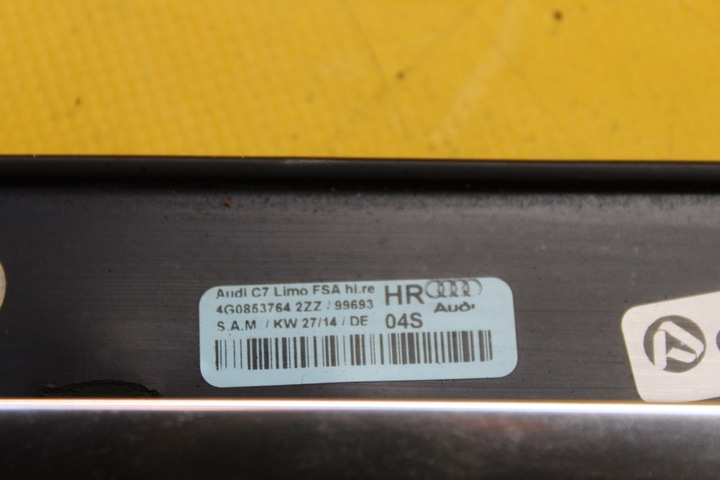 Audi C7 Limo FSA hi.re
4G0853764 2ZZ / 99693
S.A.M / KW 27/14 / DE
HR
Audi
04S